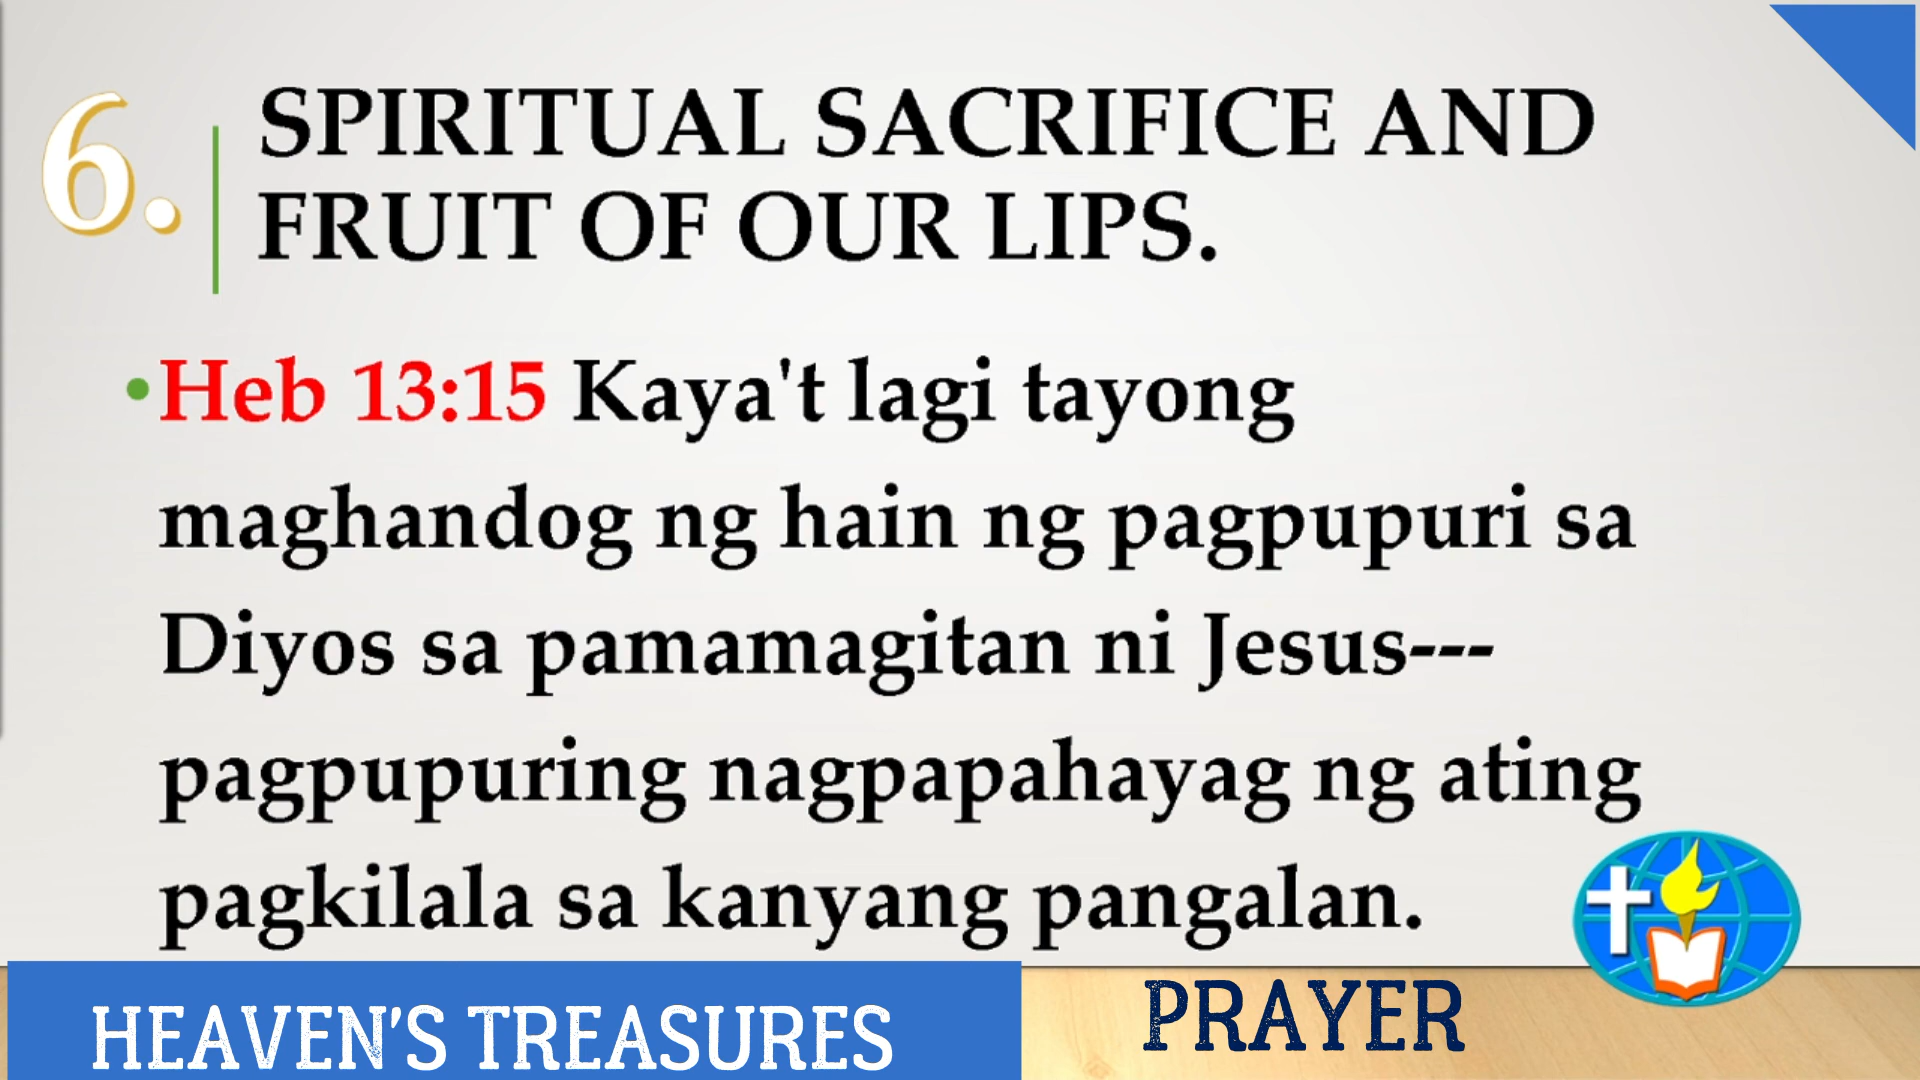 6.
SPIRITUAL SACRIFICE AND
FRUIT OF OUR LIPS.
•Heb 13:15 Kaya't lagi tayong
maghandog ng hain ng pagpupuri sa
Diyos sa pamamagitan ni Jesus---
pagpupuring nagpapahayag ng ating
pagkilala sa kanyang pangalan.
HEAVEN'S TREASURES
PRAYER